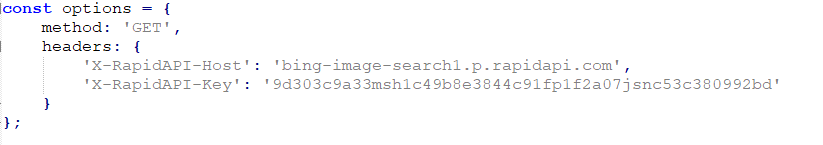 const options = {
    method: 'GET',
    headers: {
        'X-RapidAPI-Host': 'bing-image-search1.p.rapidapi.com',
        'X-RapidAPI-Key': '9d303c9a33msh1c49b8e3844c91fp1f2a07jsnc53c380992bd'
    }
};